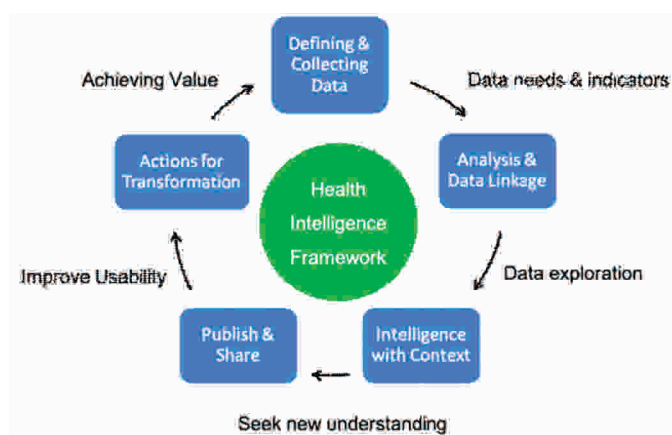 Defining &
Collecting
Data
Achieving Value
Data needs & indicators
Actions for
Transformation
Analysis &
Data Linkage
Health
Intelligence
Framework
Improve Usability
Data exploration
Publish &
Share
Intelligence
with Context
Seek new understanding